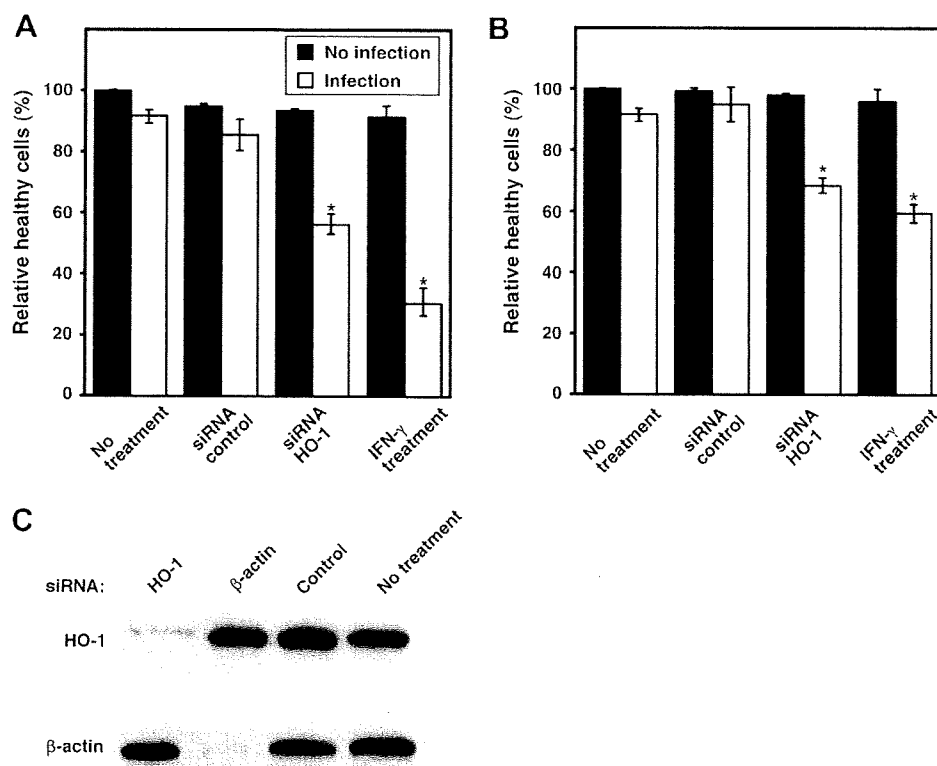 A
No infection
Infection
Relative healthy cells (%)
100
80
60
40
20
0
*
*
No treatment
siRNA control
siRNA HO-1
IFN-γ treatment
B
Relative healthy cells (%)
100
80
60
40
20
0
*
*
No treatment
siRNA control
siRNA HO-1
IFN-γ treatment
C
siRNA:
HO-1
β-actin
Control
No treatment
HO-1
β-actin